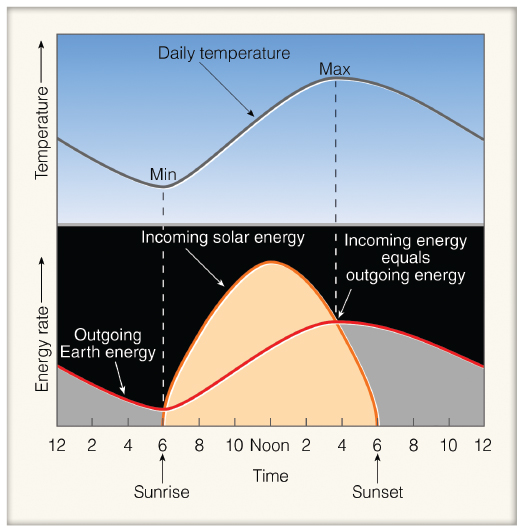 Daily temperature
Max
Min
Temperature
Incoming solar energy
Incoming energy
equals
outgoing energy
Outgoing
Earth energy
Energy rate
12 2 4 6 8 10 Noon 2 4 6 8 10 12
Time
Sunrise
Sunset